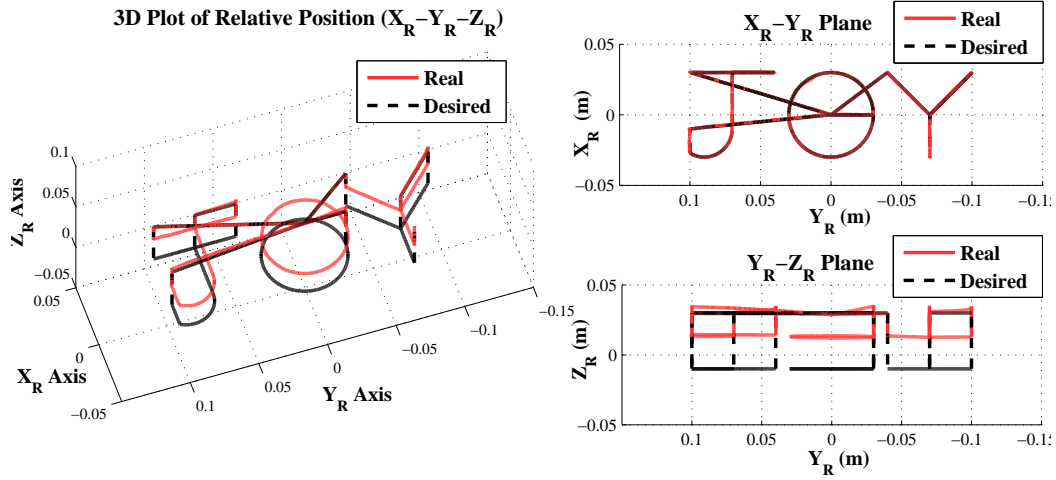 3D Plot of Relative Position (X_R−Y_R−Z_R)
Real
Desired
0.1
0.05
0
−0.05
Z_R Axis
0.05
0
−0.05
X_R Axis
0.1
0.05
0
−0.05
−0.1
−0.15
Y_R Axis
X_R−Y_R Plane
Real
Desired
0.05
0
−0.05
X_R (m)
0.1
0.05
0
−0.05
−0.1
−0.15
Y_R (m)
Y_R−Z_R Plane
Real
Desired
0.05
0
−0.05
Z_R (m)
0.1
0.05
0
−0.05
−0.1
−0.15
Y_R (m)